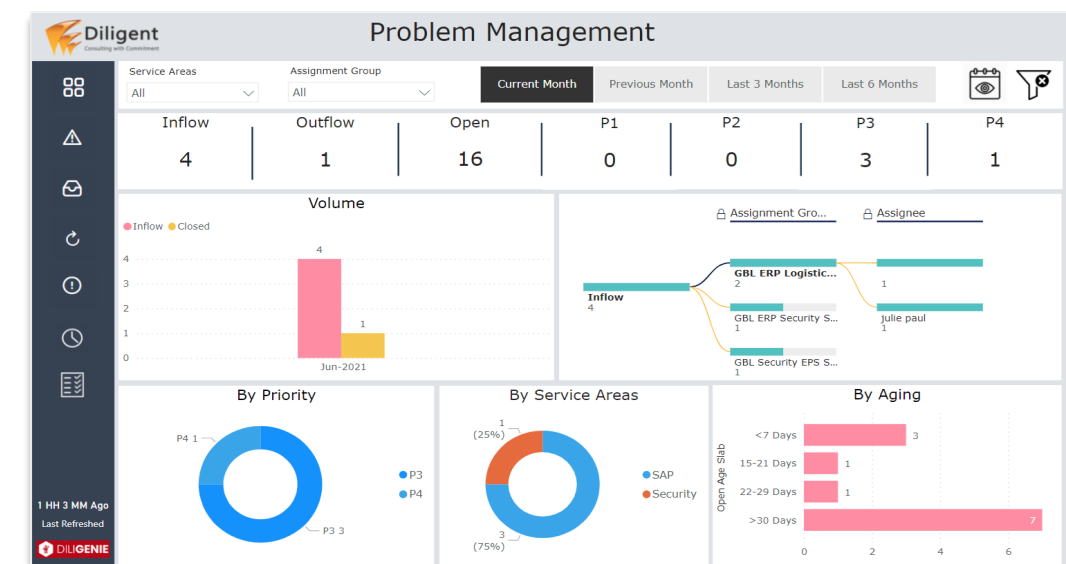 Diligent
Consulting with Commitment
Problem Management
Service Areas
All
Assignment Group
All
Current Month
Previous Month
Last 3 Months
Last 6 Months
Inflow
4
Outflow
1
Open
16
P1
0
P2
0
P3
3
P4
1
Volume
Inflow Closed
4
3
2
1
0
4
1
Jun-2021
Assignment Gro...
Assignee
Inflow
4
GBL ERP Logistic...
2
GBL ERP Security S...
1
GBL Security EPS S...
1
1
julie paul
1
By Priority
P4 1
P3 3
P3
P4
By Service Areas
1
(25%)
3
(75%)
SAP
Security
By Aging
Open Age Slab
<7 Days
3
15-21 Days
1
22-29 Days
1
>30 Days
7
0 2 4 6
1 HH 3 MM Ago
Last Refreshed
DILIGENIE